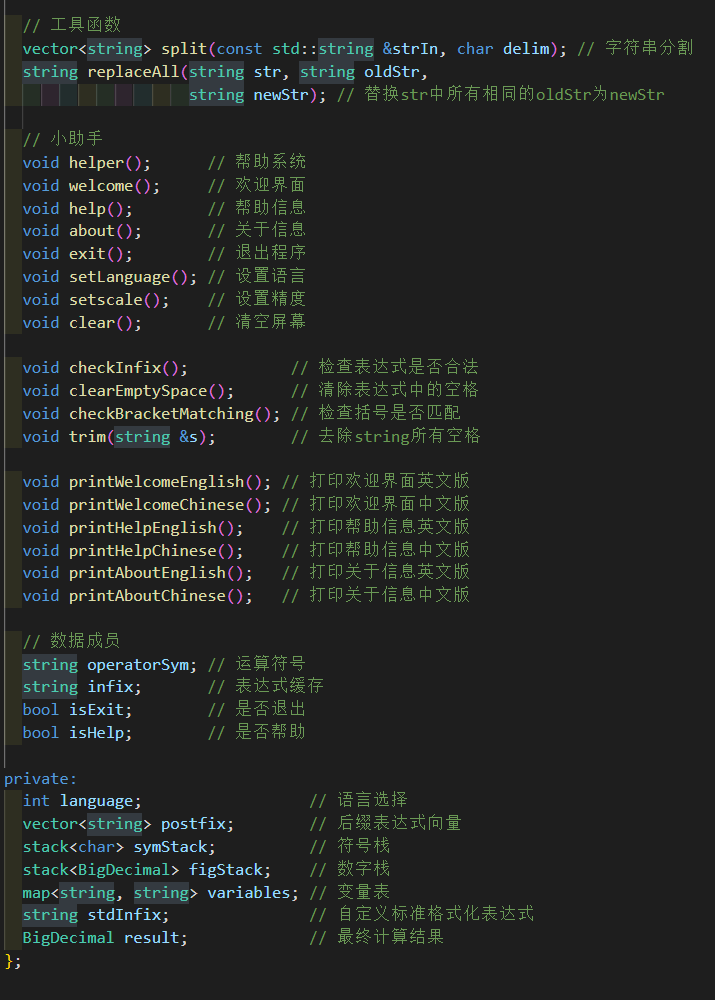 // 工具函数
vector<string> split(const std::string &strIn, char delim); // 字符串分割
string replaceAll(string str, string oldStr,
string newStr); // 替换str中所有相同的oldStr为newStr
// 小助手
void helper(); // 帮助系统
void welcome(); // 欢迎界面
void help(); // 帮助信息
void about(); // 关于信息
void exit(); // 退出程序
void setLanguage(); // 设置语言
void setscale(); // 设置精度
void clear(); // 清空屏幕
void checkInfix(); // 检查表达式是否合法
void clearEmptySpace(); // 清除表达式中的空格
void checkBracketMatching(); // 检查括号是否匹配
void trim(string &s); // 去除string所有空格
void printWelcomeEnglish(); // 打印欢迎界面英文版
void printWelcomeChinese(); // 打印欢迎界面中文版
void printHelpEnglish(); // 打印帮助信息英文版
void printHelpChinese(); // 打印帮助信息中文版
void printAboutEnglish(); // 打印关于信息英文版
void printAboutChinese(); // 打印关于信息中文版
// 数据成员
string operatorSym; // 运算符号
string infix; // 表达式缓存
bool isExit; // 是否退出
bool isHelp; // 是否帮助
private:
int language; // 语言选择
vector<string> postfix; // 后缀表达式向量
stack<char> symStack; // 符号栈
stack<BigDecimal> figStack; // 数字栈
map<string, string> variables; // 变量表
string stdInfix; // 自定义标准格式化表达式
BigDecimal result; // 最终计算结果
};